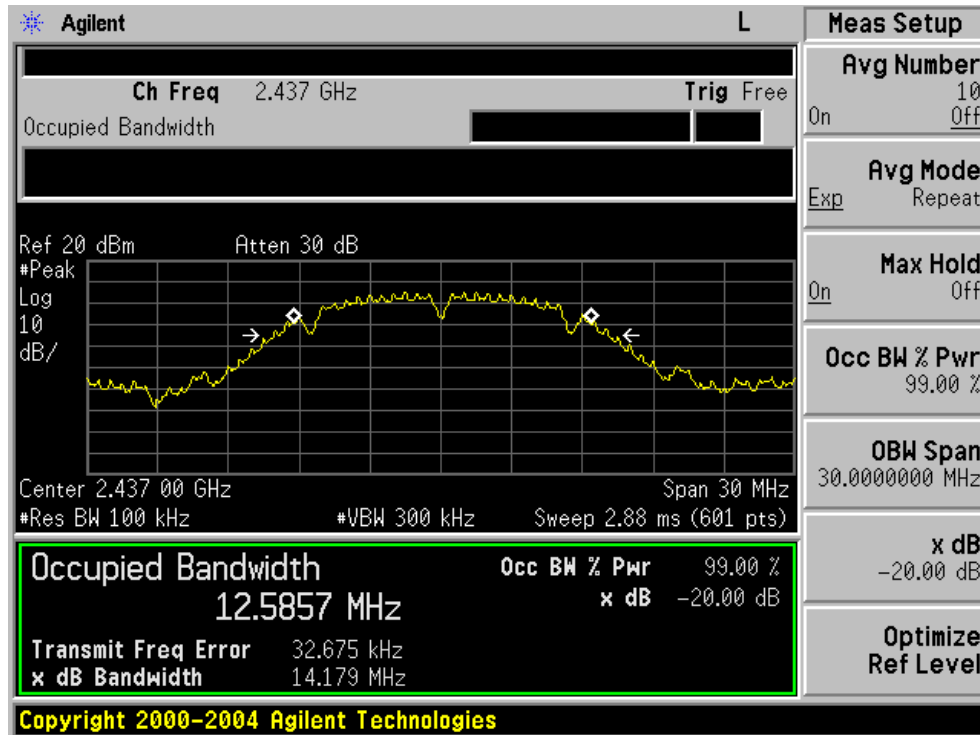 Agilent
L
Meas Setup
Ch Freq 2.437 GHz
Trig Free
Occupied Bandwidth
Avg Number
10
On Off
Avg Mode
Exp Repeat
Max Hold
On Off
Occ BW % Pwr
99.00 %
OBW Span
30.0000000 MHz
x dB
-20.00 dB
Optimize
Ref Level
Ref 20 dBm Atten 30 dB
#Peak
Log
10
dB/
Center 2.437 00 GHz Span 30 MHz
#Res BW 100 kHz #VBW 300 kHz Sweep 2.88 ms (601 pts)
Occupied Bandwidth
12.5857 MHz
Occ BW % Pwr 99.00 %
x dB -20.00 dB
Transmit Freq Error 32.675 kHz
x dB Bandwidth 14.179 MHz
Copyright 2000-2004 Agilent Technologies